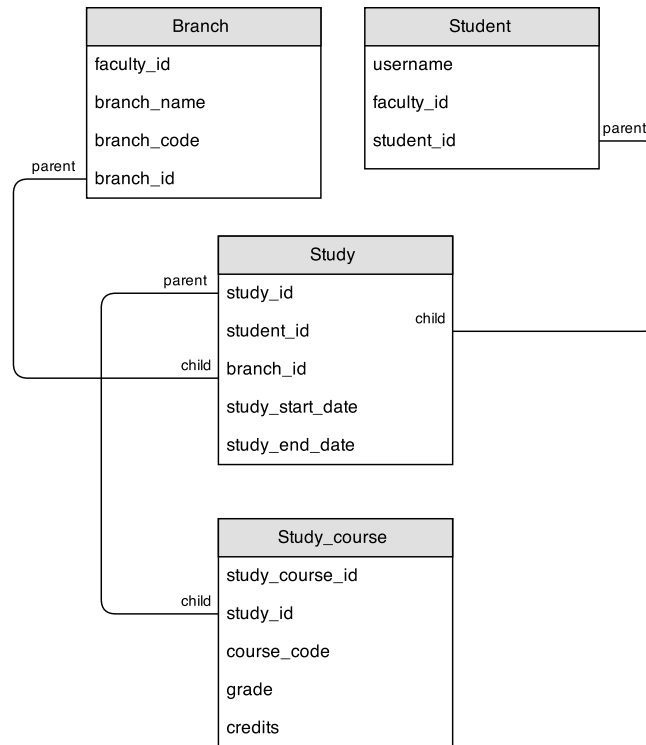 Branch
faculty_id
branch_name
branch_code
branch_id
parent
Student
username
faculty_id
student_id
parent
Study
study_id
student_id
branch_id
study_start_date
study_end_date
parent
child
child
Study_course
study_course_id
study_id
course_code
grade
credits
child